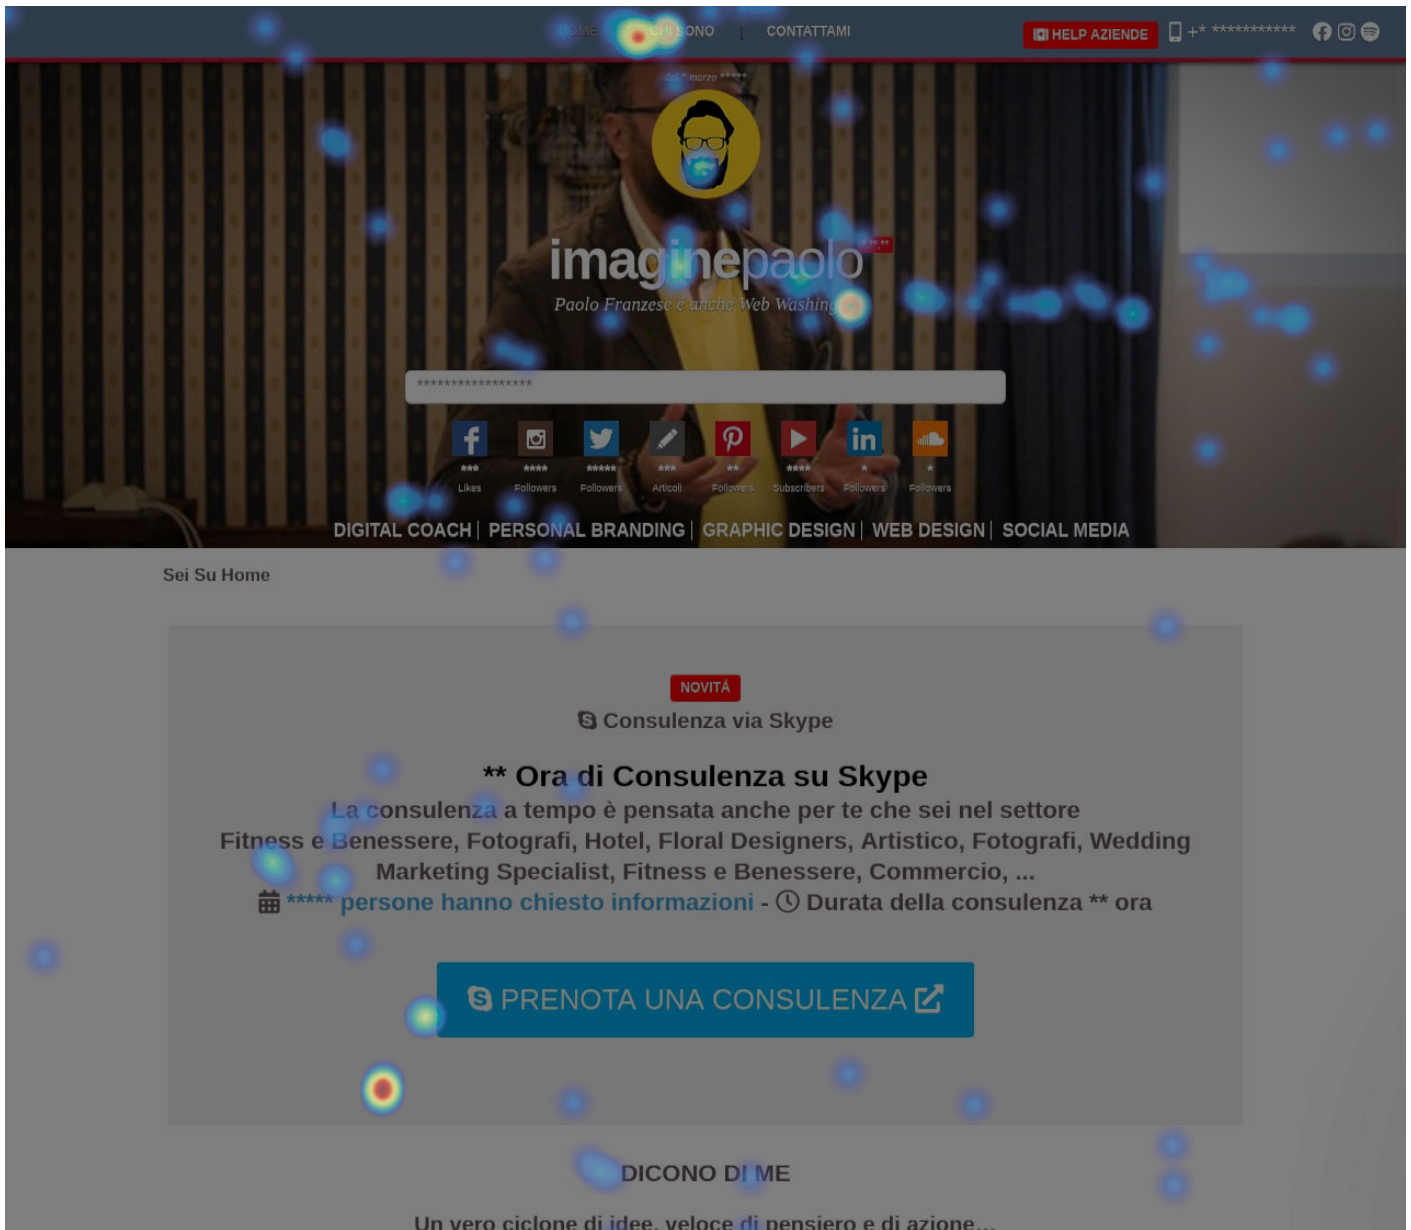 HOME
CHI SONO | CONTATTAMI
HELP AZIENDE +* ***********
dal * marzo *****
imaginepaolo *.**.**
Paolo Franzese è anche Web Washing
*****************
*** **** ***** *** ** **** * *
Likes Followers Followers Articoli Followers Subscribers Followers Followers
DIGITAL COACH | PERSONAL BRANDING | GRAPHIC DESIGN | WEB DESIGN | SOCIAL MEDIA
Sei Su Home
NOVITÁ
Consulenza via Skype
** Ora di Consulenza su Skype
La consulenza a tempo è pensata anche per te che sei nel settore
Fitness e Benessere, Fotografi, Hotel, Floral Designers, Artistico, Fotografi, Wedding
Marketing Specialist, Fitness e Benessere, Commercio, ...
***** persone hanno chiesto informazioni - Durata della consulenza ** ora
PRENOTA UNA CONSULENZA
DICONO DI ME
Un vero ciclone di idee, veloce di pensiero e di azione...